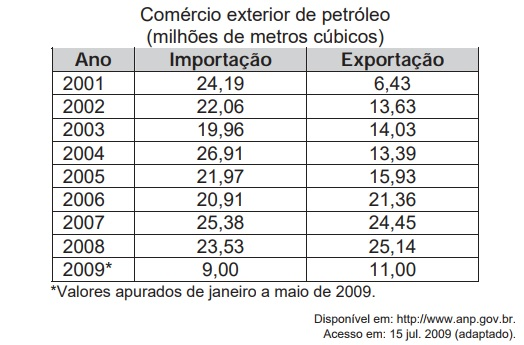 Comércio exterior de petróleo
(milhões de metros cúbicos)
Ano Importação Exportação
2001 24,19 6,43
2002 22,06 13,63
2003 19,96 14,03
2004 26,91 13,39
2005 21,97 15,93
2006 20,91 21,36
2007 25,38 24,45
2008 23,53 25,14
2009* 9,00 11,00
*Valores apurados de janeiro a maio de 2009.
Disponível em: http://www.anp.gov.br.
Acesso em: 15 jul. 2009 (adaptado).